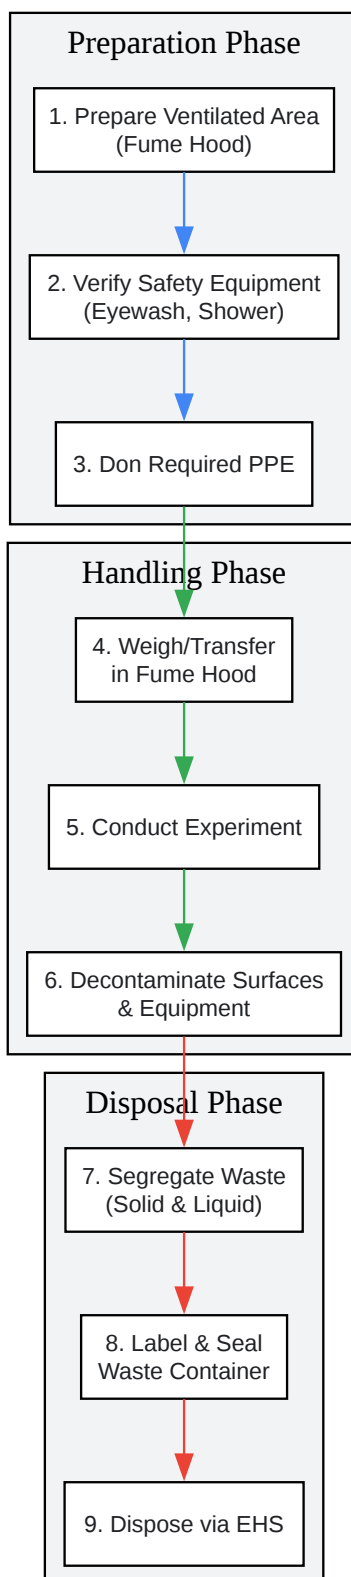 Preparation Phase
1. Prepare Ventilated Area
(Fume Hood)
2. Verify Safety Equipment
(Eyewash, Shower)
3. Don Required PPE
Handling Phase
4. Weigh/Transfer
in Fume Hood
5. Conduct Experiment
6. Decontaminate Surfaces
& Equipment
Disposal Phase
7. Segregate Waste
(Solid & Liquid)
8. Label & Seal
Waste Container
9. Dispose via EHS